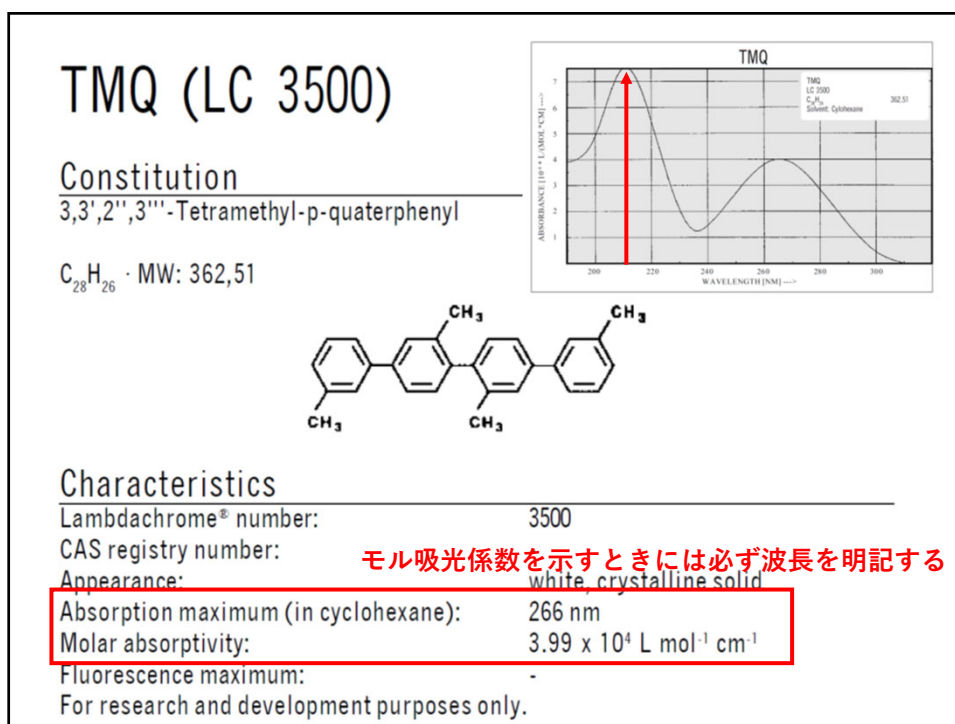 TMQ (LC 3500)
TMQ
TMQ
LC 3500
C₂₈H₂₆ 362,51
Solvent: Cylohexane
ABSORBANCE [10⁻⁴ * L/(MOL*CM] --->
7
6
5
4
3
2
1
200 220 240 260 280 300
WAVELENGTH [NM] --->
Constitution
3,3',2'',3'''-Tetramethyl-p-quaterphenyl
C₂₈H₂₆ · MW: 362,51
CH₃ CH₃
CH₃ CH₃
Characteristics
Lambdachrome® number: 3500
CAS registry number:
モル吸光係数を示すときには必ず波長を明記する
Appearance: white, crystalline solid
Absorption maximum (in cyclohexane): 266 nm
Molar absorptivity: 3.99 x 10⁴ L mol⁻¹ cm⁻¹
Fluorescence maximum: -
For research and development purposes only.